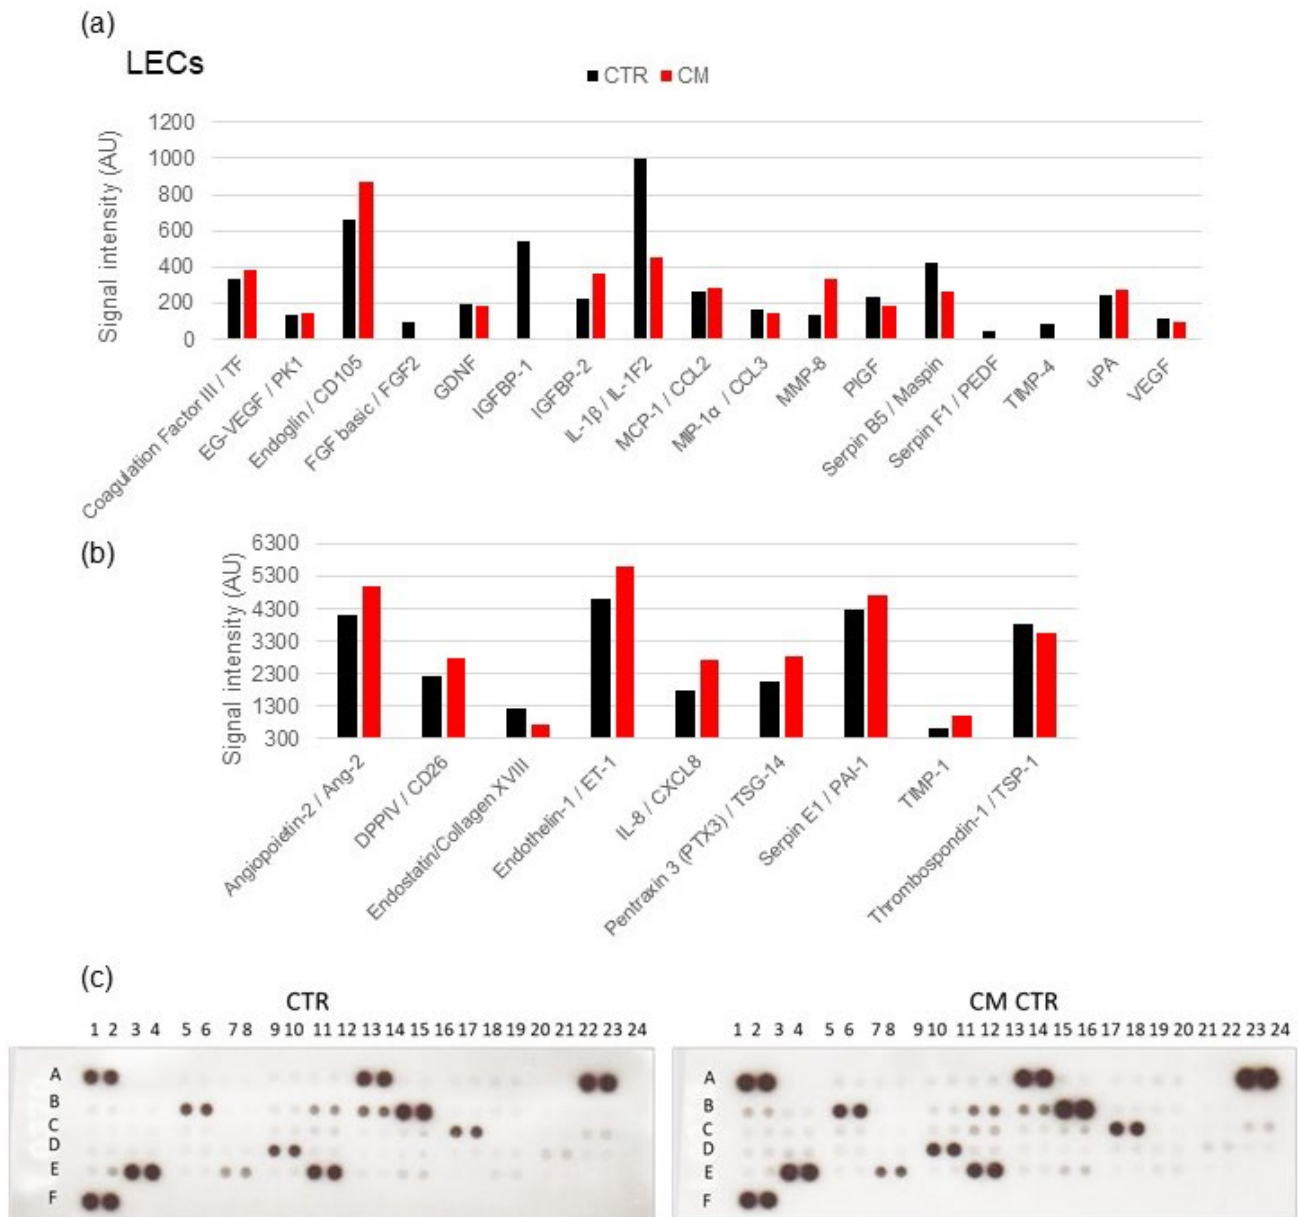 (a)
LECs
CTR CM
Signal intensity (AU)
1200
1000
800
600
400
200
0
Coagulation Factor III / TF
EG-VEGF / PK1
Endoglin / CD105
FGF basic / FGF2
GDNF
IGFBP-1
IGFBP-2
IL-1β / IL-1F2
MCP-1 / CCL2
MIP-1α / CCL3
MMP-8
PlGF
Serpin B5 / Maspin
Serpin F1 / PEDF
TIMP-4
uPA
VEGF
(b)
Signal intensity (AU)
6300
5300
4300
3300
2300
1300
300
Angiopoietin-2 / Ang-2
DPPIV / CD26
Endostatin/Collagen XVIII
Endothelin-1 / ET-1
IL-8 / CXCL8
Pentraxin 3 (PTX3) / TSG-14
Serpin E1 / PAI-1
TIMP-1
Thrombospondin-1 / TSP-1
(c)
CTR
1 2 3 4 5 6 7 8 9 10 11 12 13 14 15 16 17 18 19 20 21 22 23 24
A
B
C
D
E
F
CM CTR
1 2 3 4 5 6 7 8 9 10 11 12 13 14 15 16 17 18 19 20 21 22 23 24
A
B
C
D
E
F